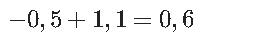 −0, 5 + 1, 1 = 0, 6